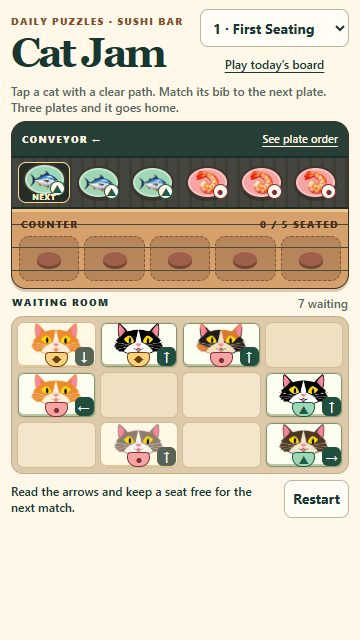 DAILY PUZZLES · SUSHI BAR
Cat Jam
1 · First Seating
Play today's board
Tap a cat with a clear path. Match its bib to the next plate.
Three plates and it goes home.
CONVEYOR ←
See plate order
NEXT
COUNTER
0 / 5 SEATED
WAITING ROOM
7 waiting
↓
↑
↑
←
↑
↑
→
Read the arrows and keep a seat free for the
next match.
Restart